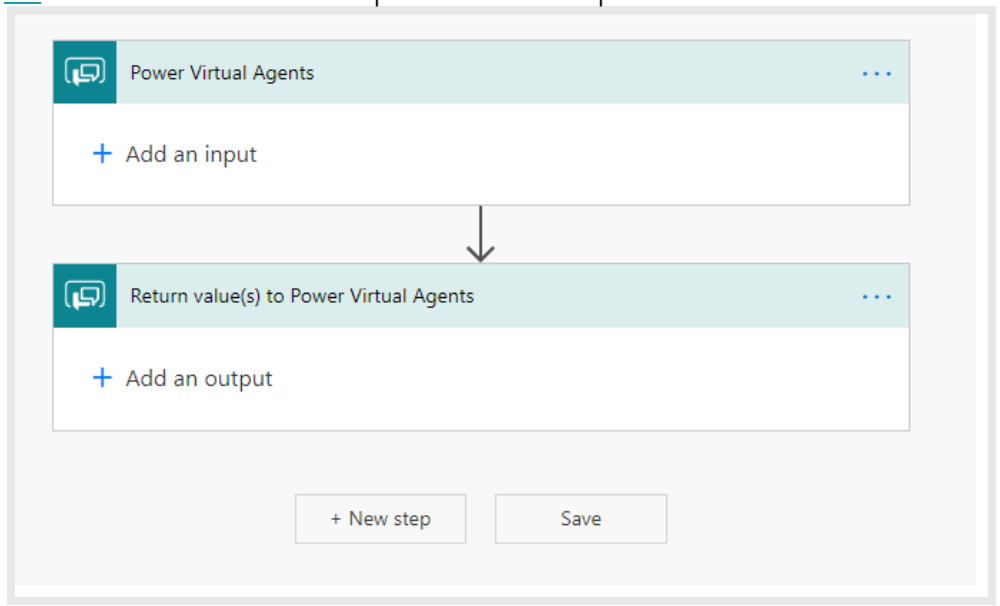 Power Virtual Agents
+ Add an input
Return value(s) to Power Virtual Agents
+ Add an output
+ New step
Save